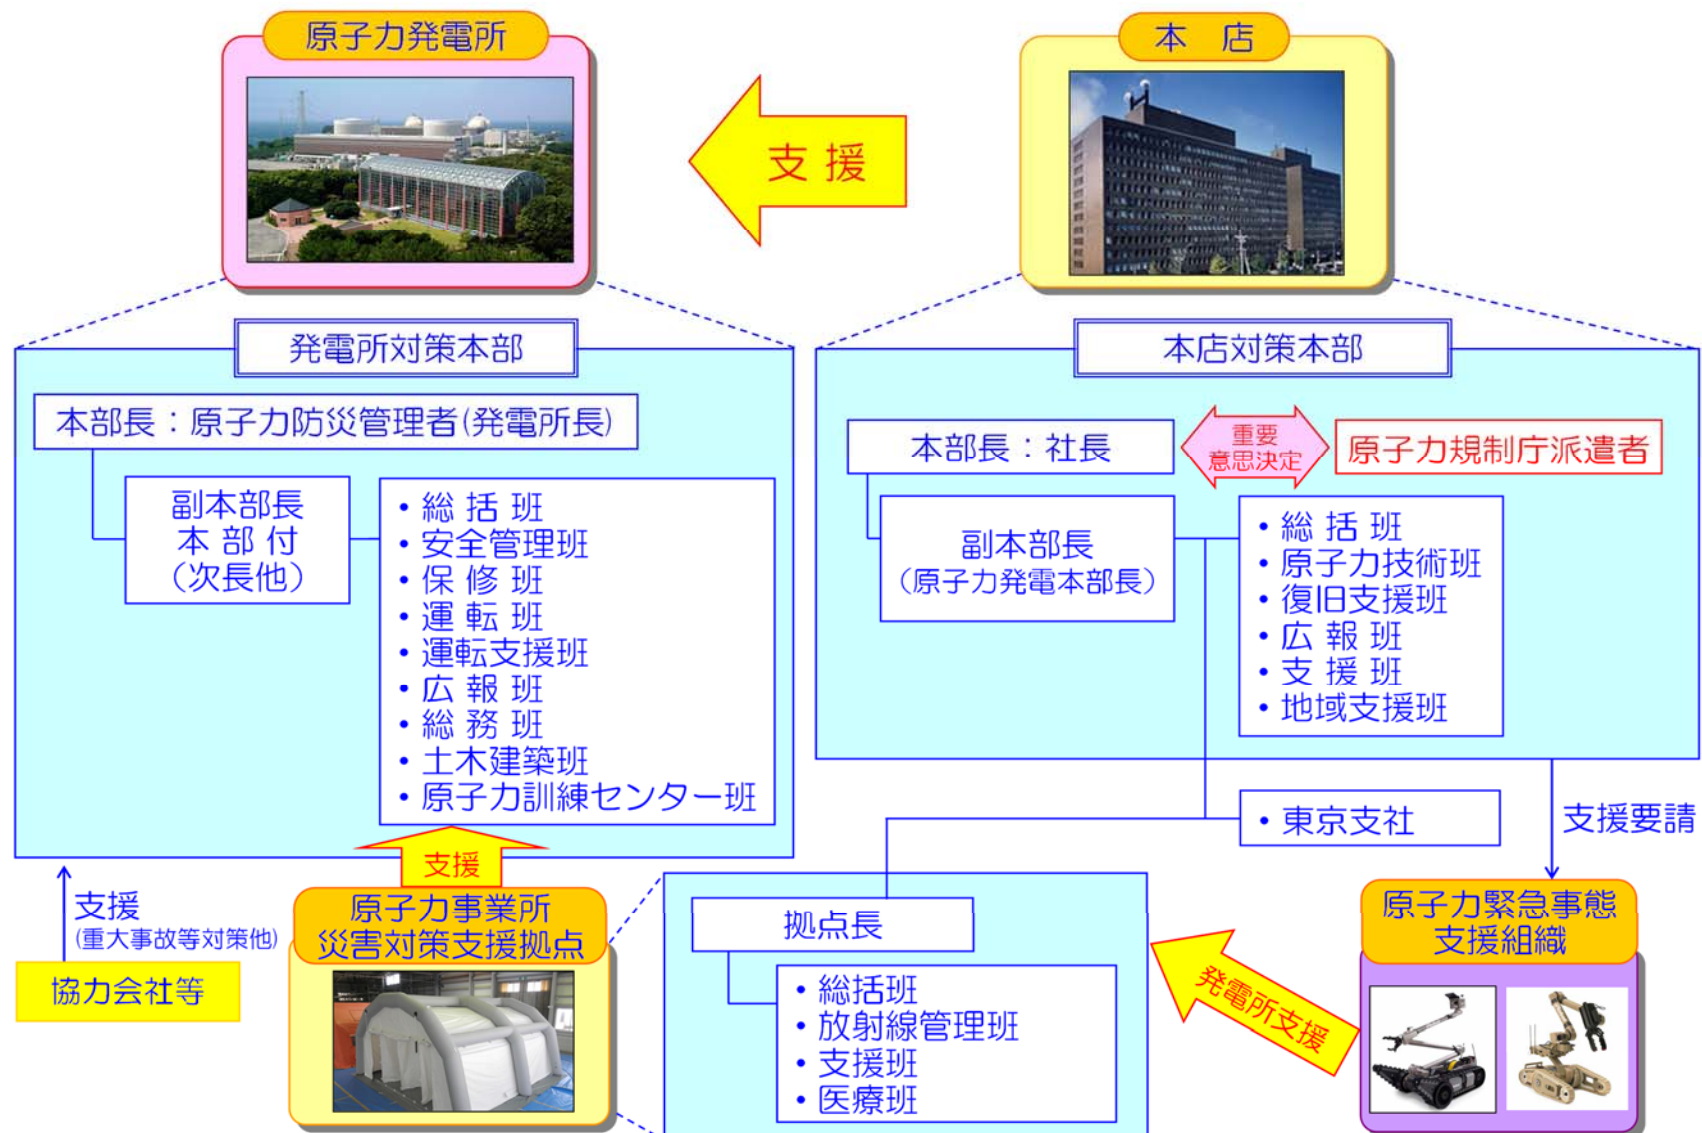 原子力発電所
本 店
支 援
発電所対策本部
本部長：原子力防災管理者(発電所長)
副本部長
本 部 付
（次長他）
・総 括 班
・安全管理班
・保 修 班
・運 転 班
・運転支援班
・広 報 班
・総 務 班
・土木建築班
・原子力訓練センター班
本店対策本部
本部長：社長
重要
意思決定
原子力規制庁派遣者
副本部長
（原子力発電本部長）
・総 括 班
・原子力技術班
・復旧支援班
・広 報 班
・支 援 班
・地域支援班
・東京支社
支援要請
支援
(重大事故等対策他)
協力会社等
支援
原子力事業所
災害対策支援拠点
拠点長
・総括班
・放射線管理班
・支援班
・医療班
発電所支援
原子力緊急事態
支援組織